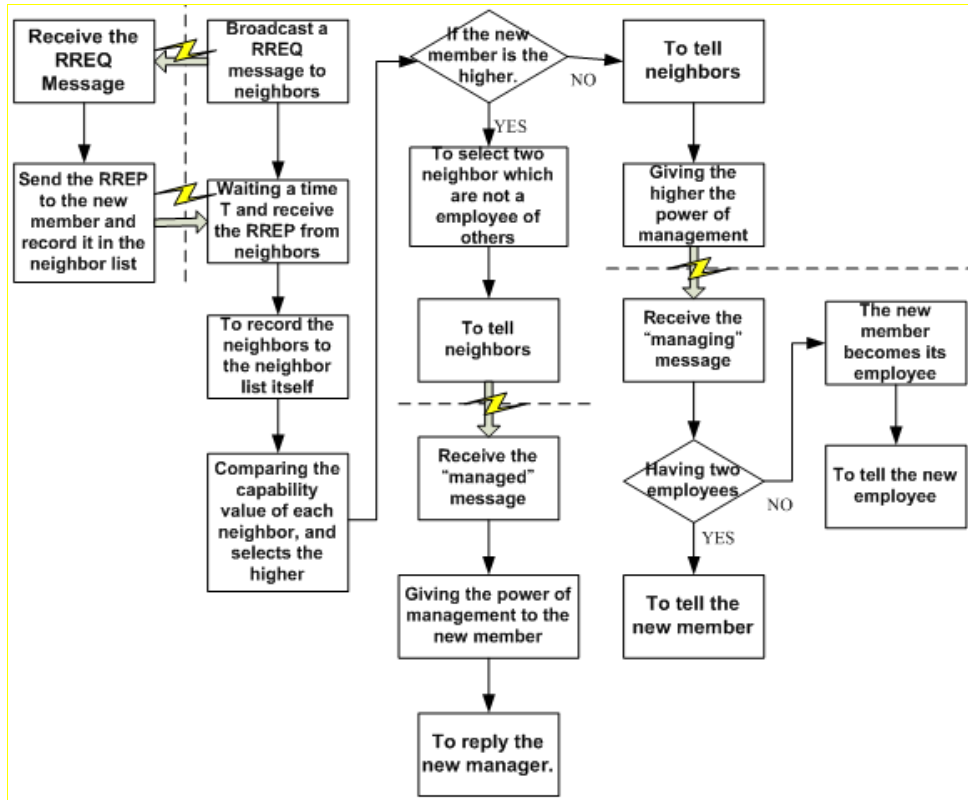 Receive the
RREQ
Message
Send the RREP
to the new
member and
record it in the
neighbor list
Broadcast a
RREQ
message to
neighbors
Waiting a time
T and receive
the RREP from
neighbors
To record the
neighbors to
the neighbor
list itself
Comparing the
capability
value of each
neighbor, and
selects the
higher
If the new
member is the
higher.
NO
YES
To select two
neighbor which
are not a
employee of
others
To tell
neighbors
Receive the
"managed"
message
Giving the power of
management to the
new member
To reply the
new manager.
To tell
neighbors
Giving the
higher the
power of
management
Receive the
“managing”
message
Having two
employees
NO
YES
To tell the
new member
The new
member
becomes its
employee
To tell the new
employee